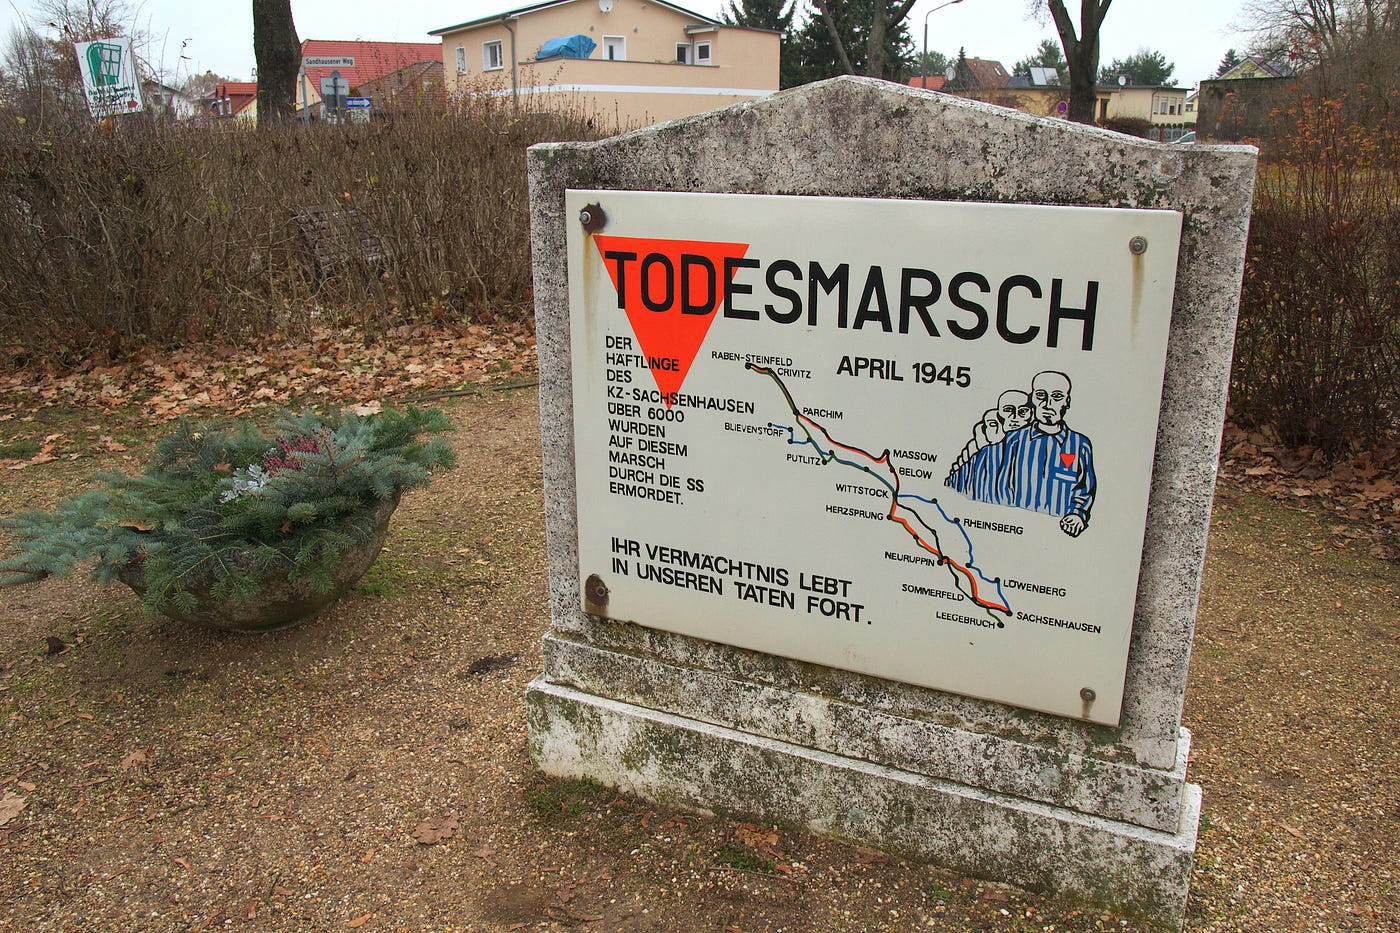 Sandhausener Weg
TODESMARSCH
APRIL 1945
DER
HÄFTLINGE
DES
KZ-SACHSENHAUSEN
ÜBER 6000
WURDEN
AUF DIESEM
MARSCH
DURCH DIE SS
ERMORDET.
RABEN-STEINFELD
CRIVITZ
PARCHIM
BLIEVENSTORF
PUTLITZ
MASSOW
BELOW
WITTSTOCK
HERZSPRUNG
RHEINSBERG
NEURUPPIN
LÖWENBERG
SOMMERFELD
SACHSENHAUSEN
LEEGEBRUCH
IHR VERMÄCHTNIS LEBT
IN UNSEREN TATEN FORT.